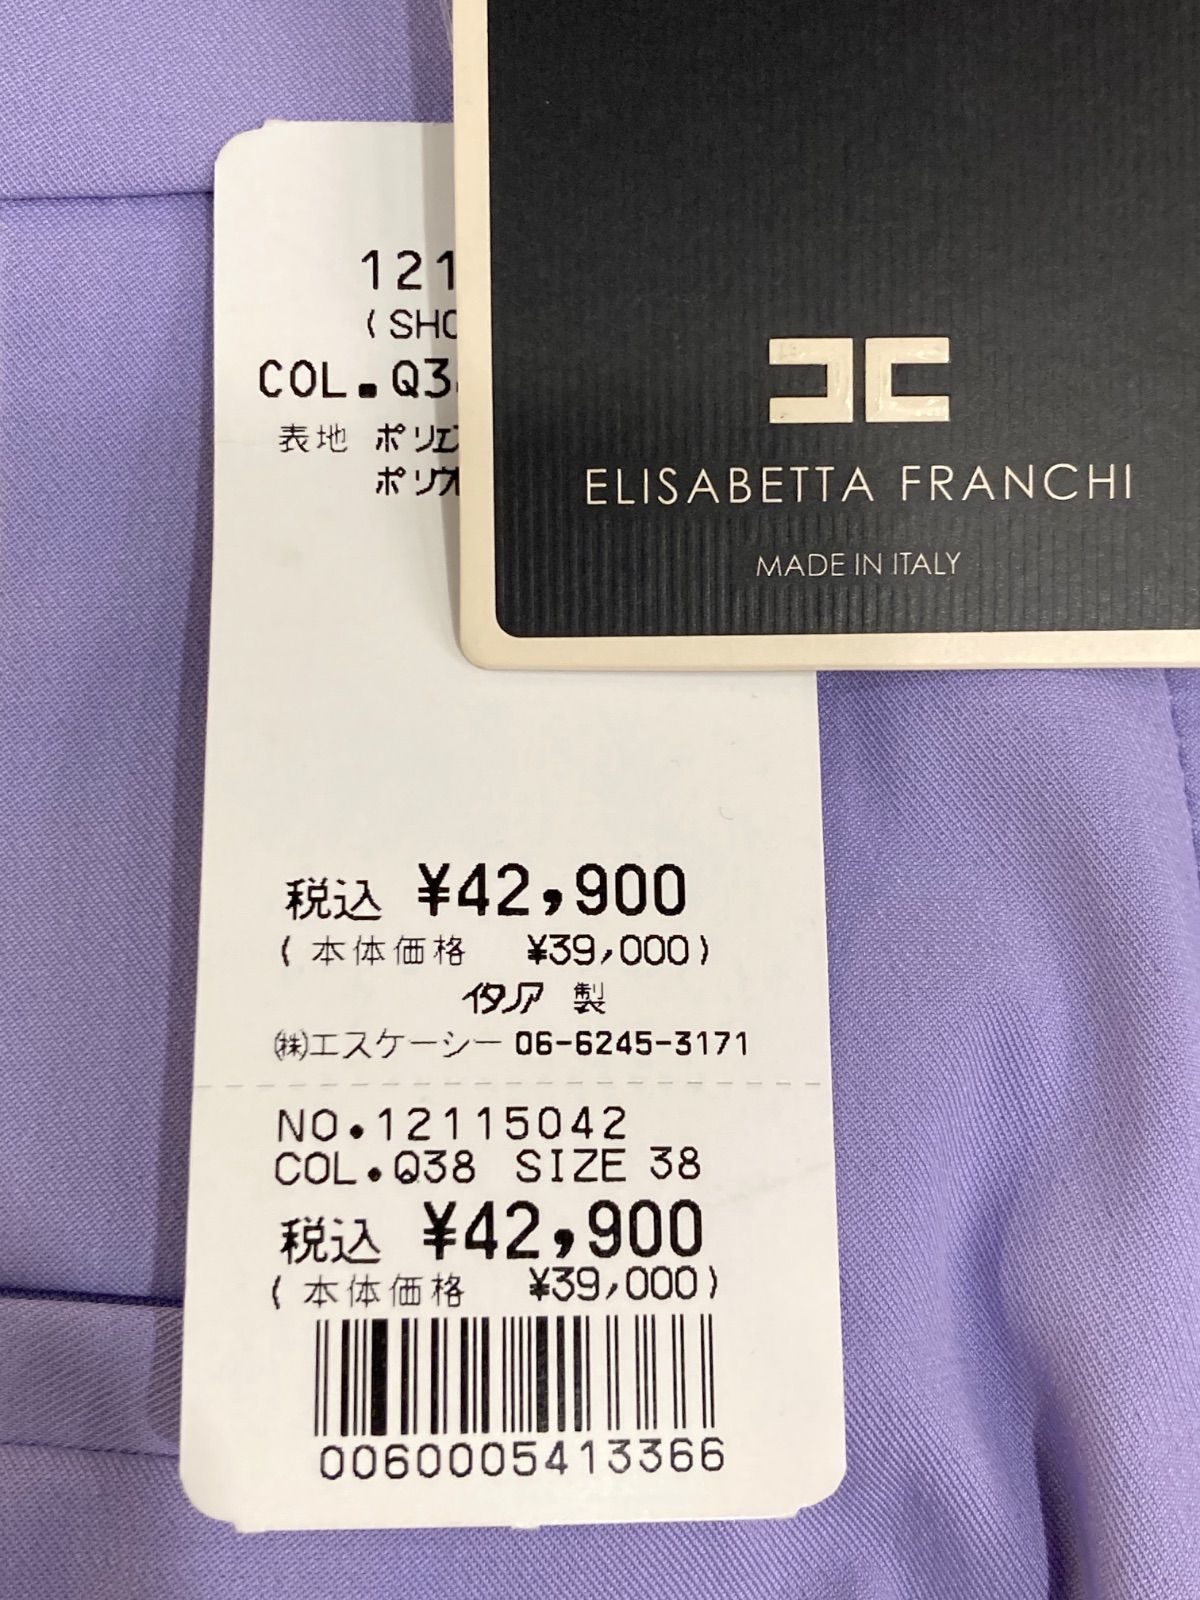 121
(SHO
COL.Q38
表地 ポリエス
ポリウ
ELISABETTA FRANCHI
MADE IN ITALY
税込 ¥42,900
(本体価格 ¥39,000)
イタリア 製
㈱エスケーシー 06-6245-3171
NO.12115042
COL.Q38 SIZE 38
税込 ¥42,900
(本体価格 ¥39,000)
0060005413366